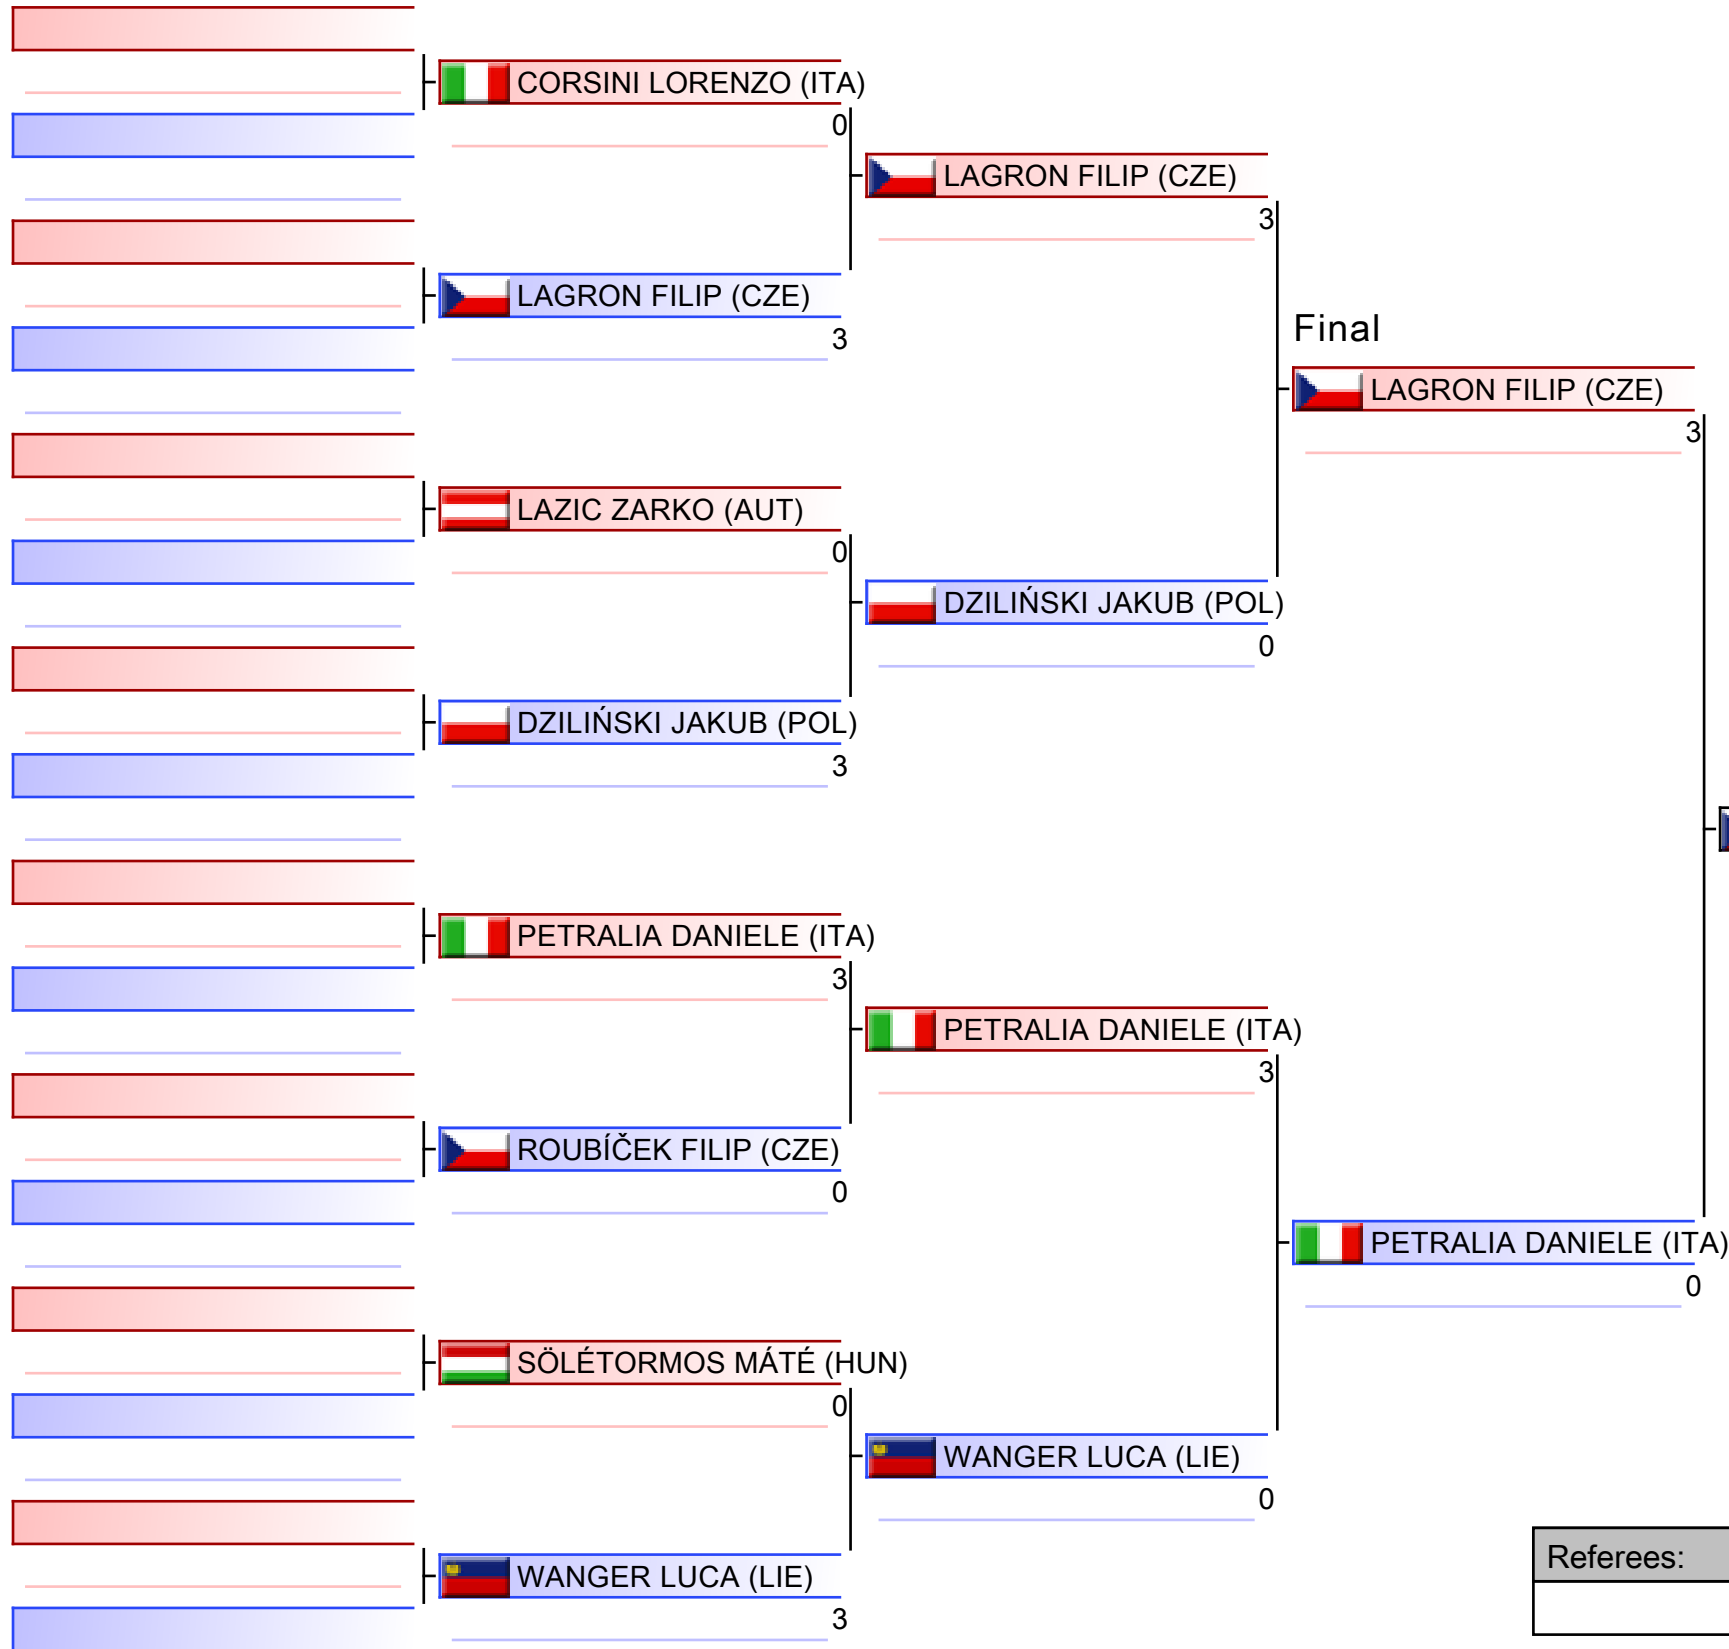 CORSINI LORENZO (ITA)
0
LAGRON FILIP (CZE)
3
LAGRON FILIP (CZE)
3
Final
LAGRON FILIP (CZE)
3
LAZIC ZARKO (AUT)
0
DZILIŃSKI JAKUB (POL)
0
DZILIŃSKI JAKUB (POL)
3
PETRALIA DANIELE (ITA)
3
PETRALIA DANIELE (ITA)
3
ROUBÍČEK FILIP (CZE)
0
PETRALIA DANIELE (ITA)
0
SÖLÉTORMOS MÁTÉ (HUN)
0
WANGER LUCA (LIE)
0
WANGER LUCA (LIE)
3
Referees: